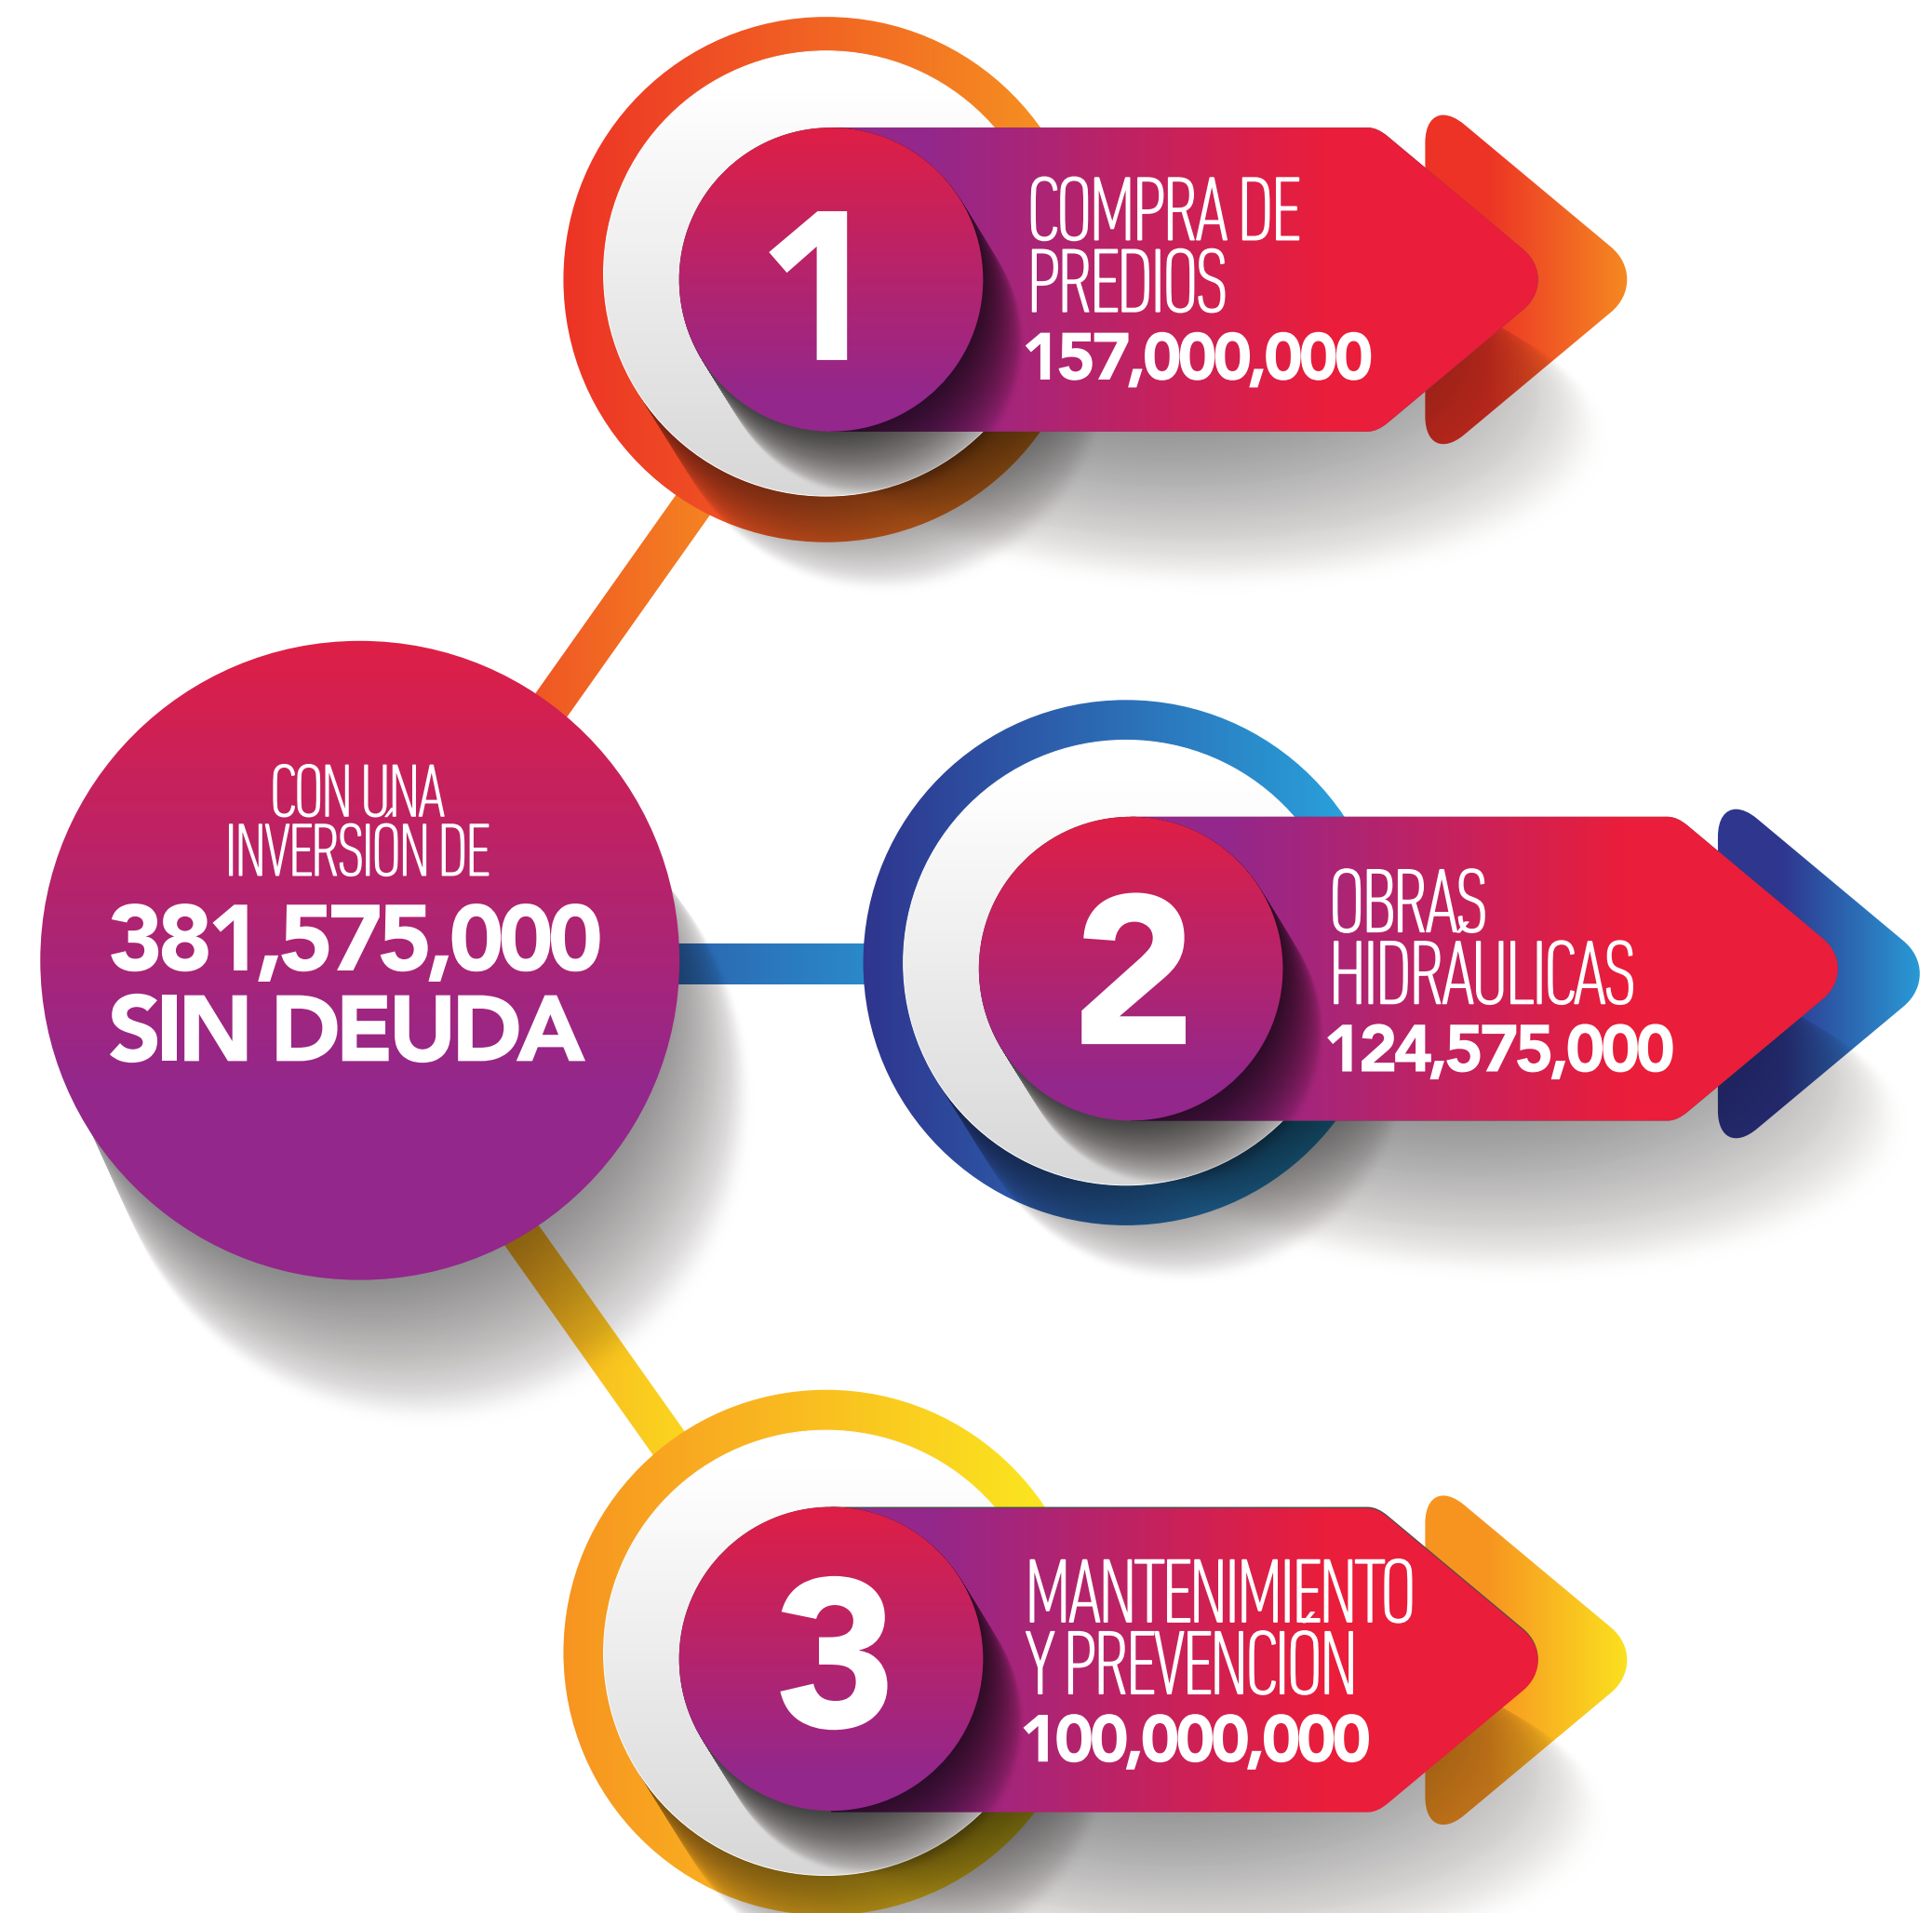 CON UNA
INVERSIÓN DE
381,575,000
SIN DEUDA
1
COMPRA DE
PREDIOS
157,000,000
2
OBRAS
HIDRÁULICAS
124,575,000
3
MANTENIMIENTO
Y PREVENCIÓN
100,000,000